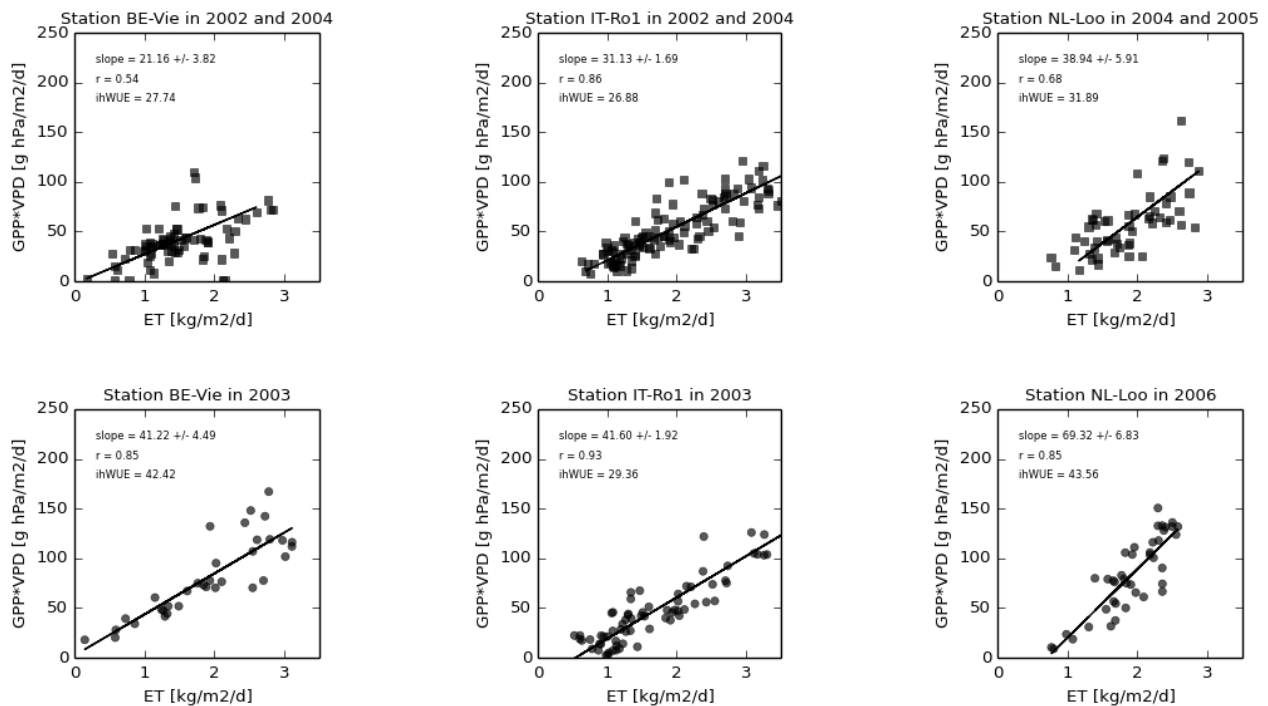 Station BE-Vie in 2002 and 2004
250
200
150
100
50
0
GPP*VPD [g hPa/m2/d]
slope = 21.16 +/- 3.82
r = 0.54
ihWUE = 27.74
0 1 2 3
ET [kg/m2/d]
Station IT-Ro1 in 2002 and 2004
250
200
150
100
50
0
GPP*VPD [g hPa/m2/d]
slope = 31.13 +/- 1.69
r = 0.86
ihWUE = 26.88
0 1 2 3
ET [kg/m2/d]
Station NL-Loo in 2004 and 2005
250
200
150
100
50
0
GPP*VPD [g hPa/m2/d]
slope = 38.94 +/- 5.91
r = 0.68
ihWUE = 31.89
0 1 2 3
ET [kg/m2/d]
Station BE-Vie in 2003
250
200
150
100
50
0
GPP*VPD [g hPa/m2/d]
slope = 41.22 +/- 4.49
r = 0.85
ihWUE = 42.42
0 1 2 3
ET [kg/m2/d]
Station IT-Ro1 in 2003
250
200
150
100
50
0
GPP*VPD [g hPa/m2/d]
slope = 41.60 +/- 1.92
r = 0.93
ihWUE = 29.36
0 1 2 3
ET [kg/m2/d]
Station NL-Loo in 2006
250
200
150
100
50
0
GPP*VPD [g hPa/m2/d]
slope = 69.32 +/- 6.83
r = 0.85
ihWUE = 43.56
0 1 2 3
ET [kg/m2/d]